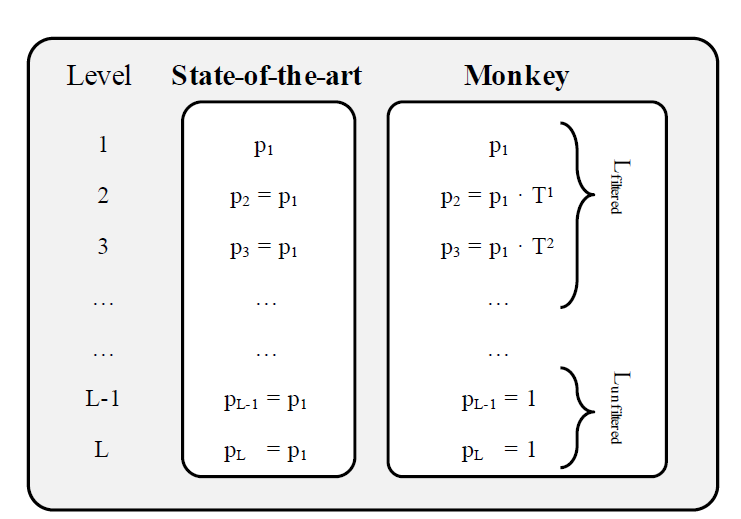 Level State-of-the-art Monkey
1 p₁ p₁
2 p₂ = p₁ p₂ = p₁ · T¹
3 p₃ = p₁ p₃ = p₁ · T²
... ... ...
... ... ...
L-1 pL-1 = p₁ pL-1 = 1
L pL = p₁ pL = 1
Lfiltered
Lunfiltered